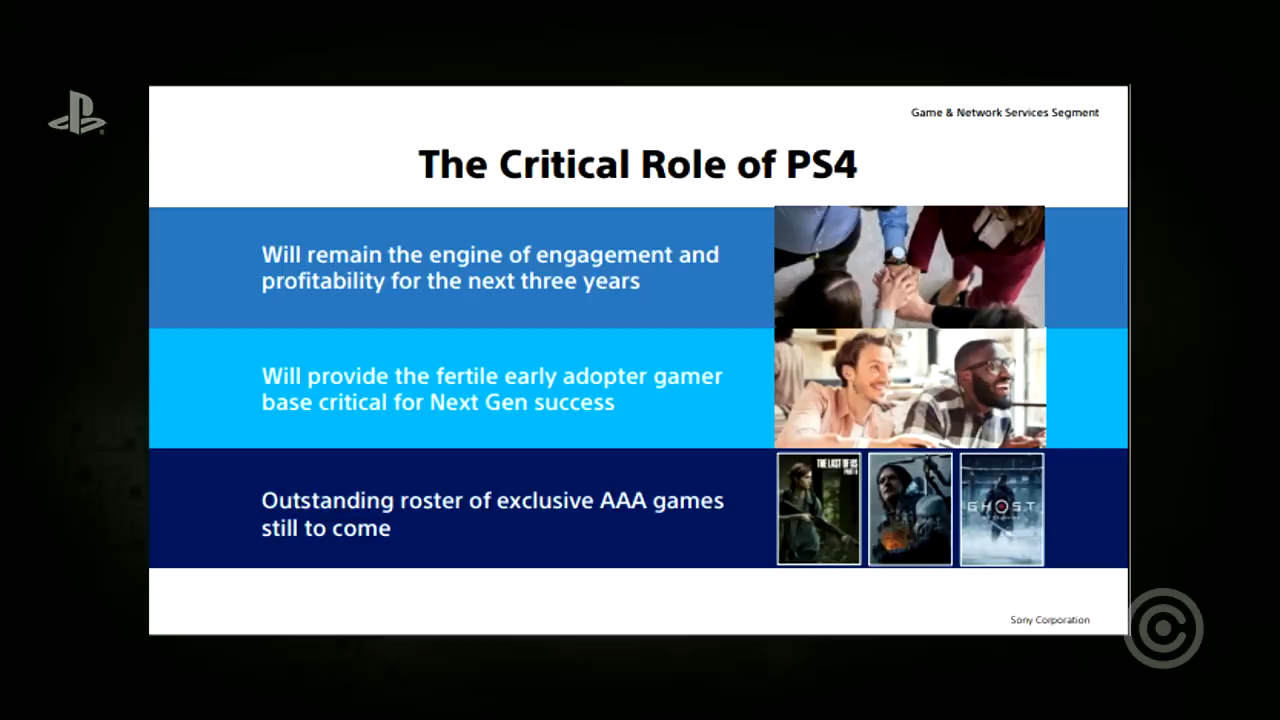 Game & Network Services Segment
The Critical Role of PS4
Will remain the engine of engagement and
profitability for the next three years
Will provide the fertile early adopter gamer
base critical for Next Gen success
Outstanding roster of exclusive AAA games
still to come
THE LAST OF US
PART II
GHOST
Sony Corporation